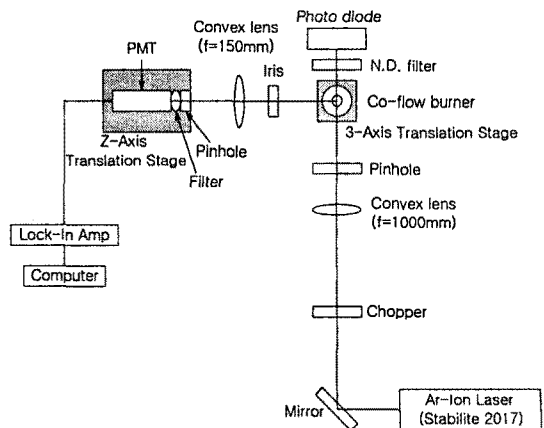 Photo diode
Convex lens
(f=150mm)
PMT
Iris
N.D. filter
Co-flow burner
Z-Axis
Translation Stage
Pinhole
Filter
3-Axis Translation Stage
Pinhole
Convex lens
(f=1000mm)
Lock-In Amp
Computer
Chopper
Mirror
Ar-Ion Laser
(Stabilite 2017)